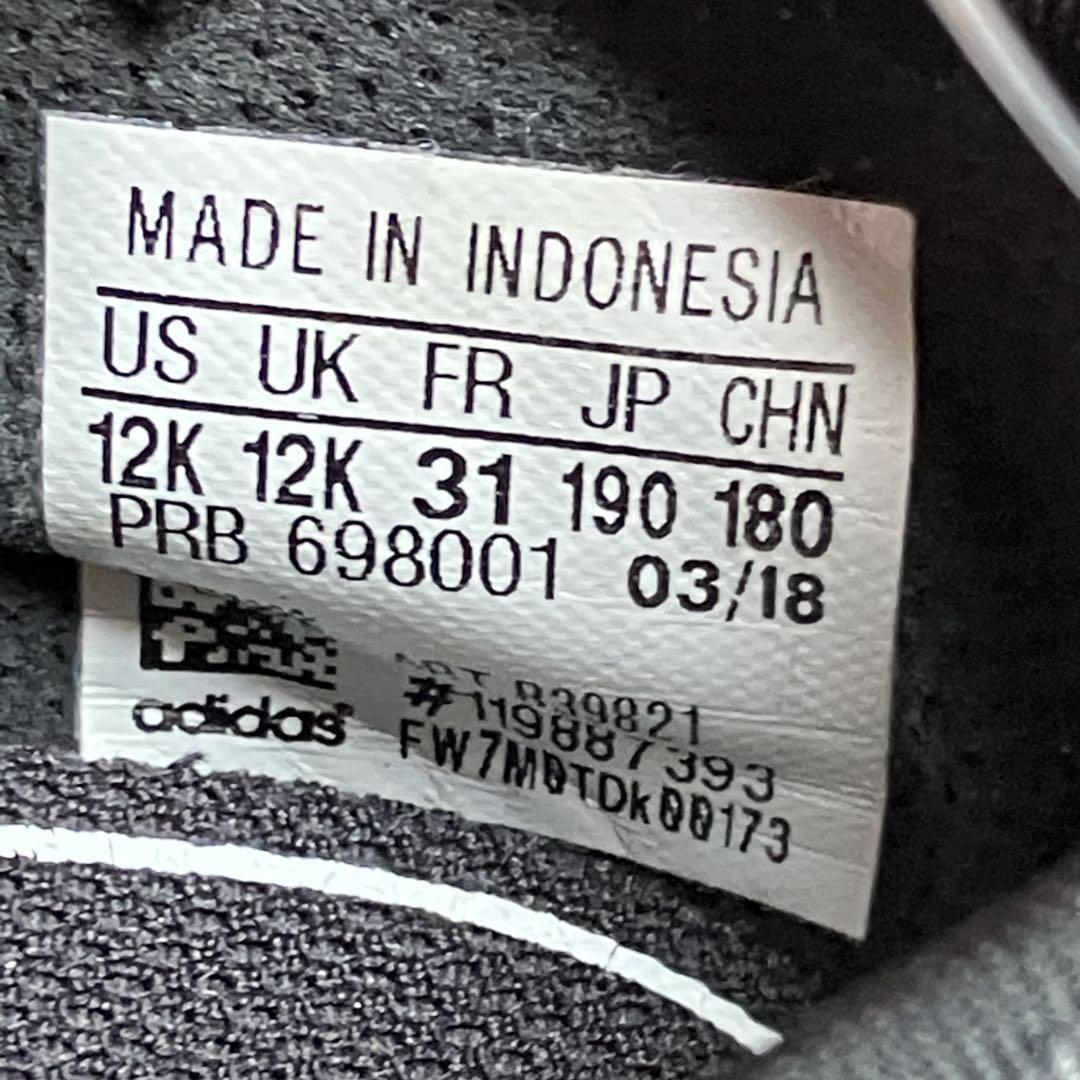 MADE IN INDONESIA
US UK FR JP CHN
12K 12K 31 190 180
PRB 698001 03/18
B39821
#119887393
adidas
FW7M0TDk00173